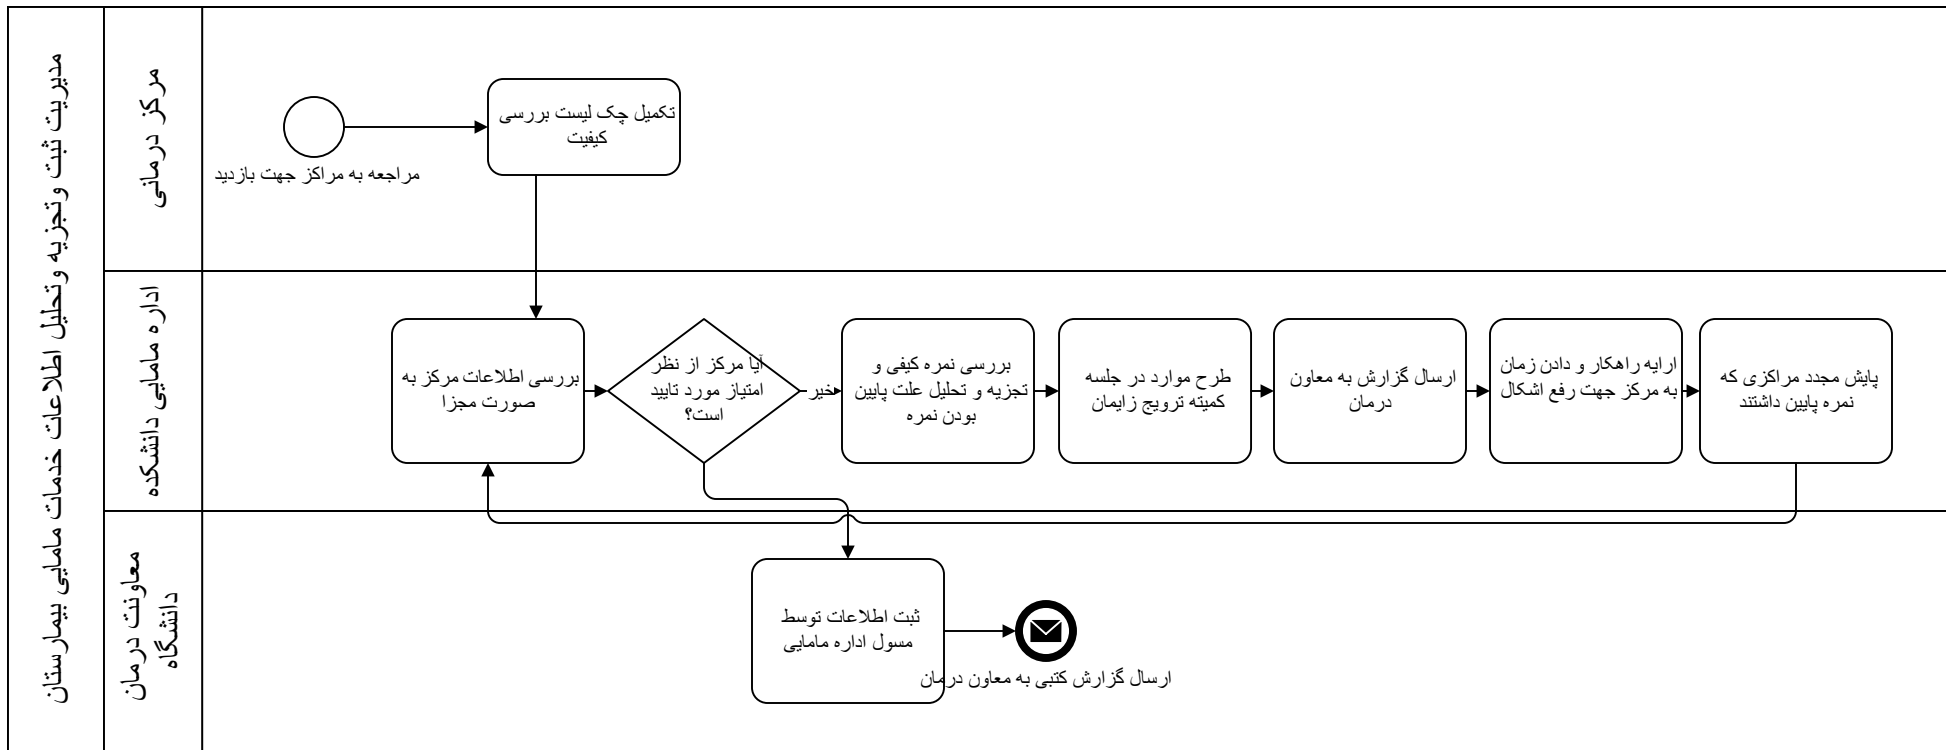 مدیریت ثبت وتجزیه وتحلیل اطلاعات خدمات مامایی بیمارستان
مرکز درمانی
مراجعه به مراکز جهت بازدید
تکمیل چک لیست بررسی
کیفیت
اداره مامایی دانشکده
بررسی اطلاعات مرکز به
صورت مجزا
آیا مرکز از نظر
امتیاز مورد تایید
است؟
خیر
بررسی نمره کیفی و
تجزیه و تحلیل علت پایین
بودن نمره
طرح موارد در جلسه
کمیته ترویج زایمان
ارسال گزارش به معاون
درمان
ارایه راهکار و دادن زمان
به مرکز جهت رفع اشکال
پایش مجدد مراکزی که
نمره پایین داشتند
معاونت درمان
دانشگاه
ثبت اطلاعات توسط
مسول اداره مامایی
ارسال گزارش کتبی به معاون درمان